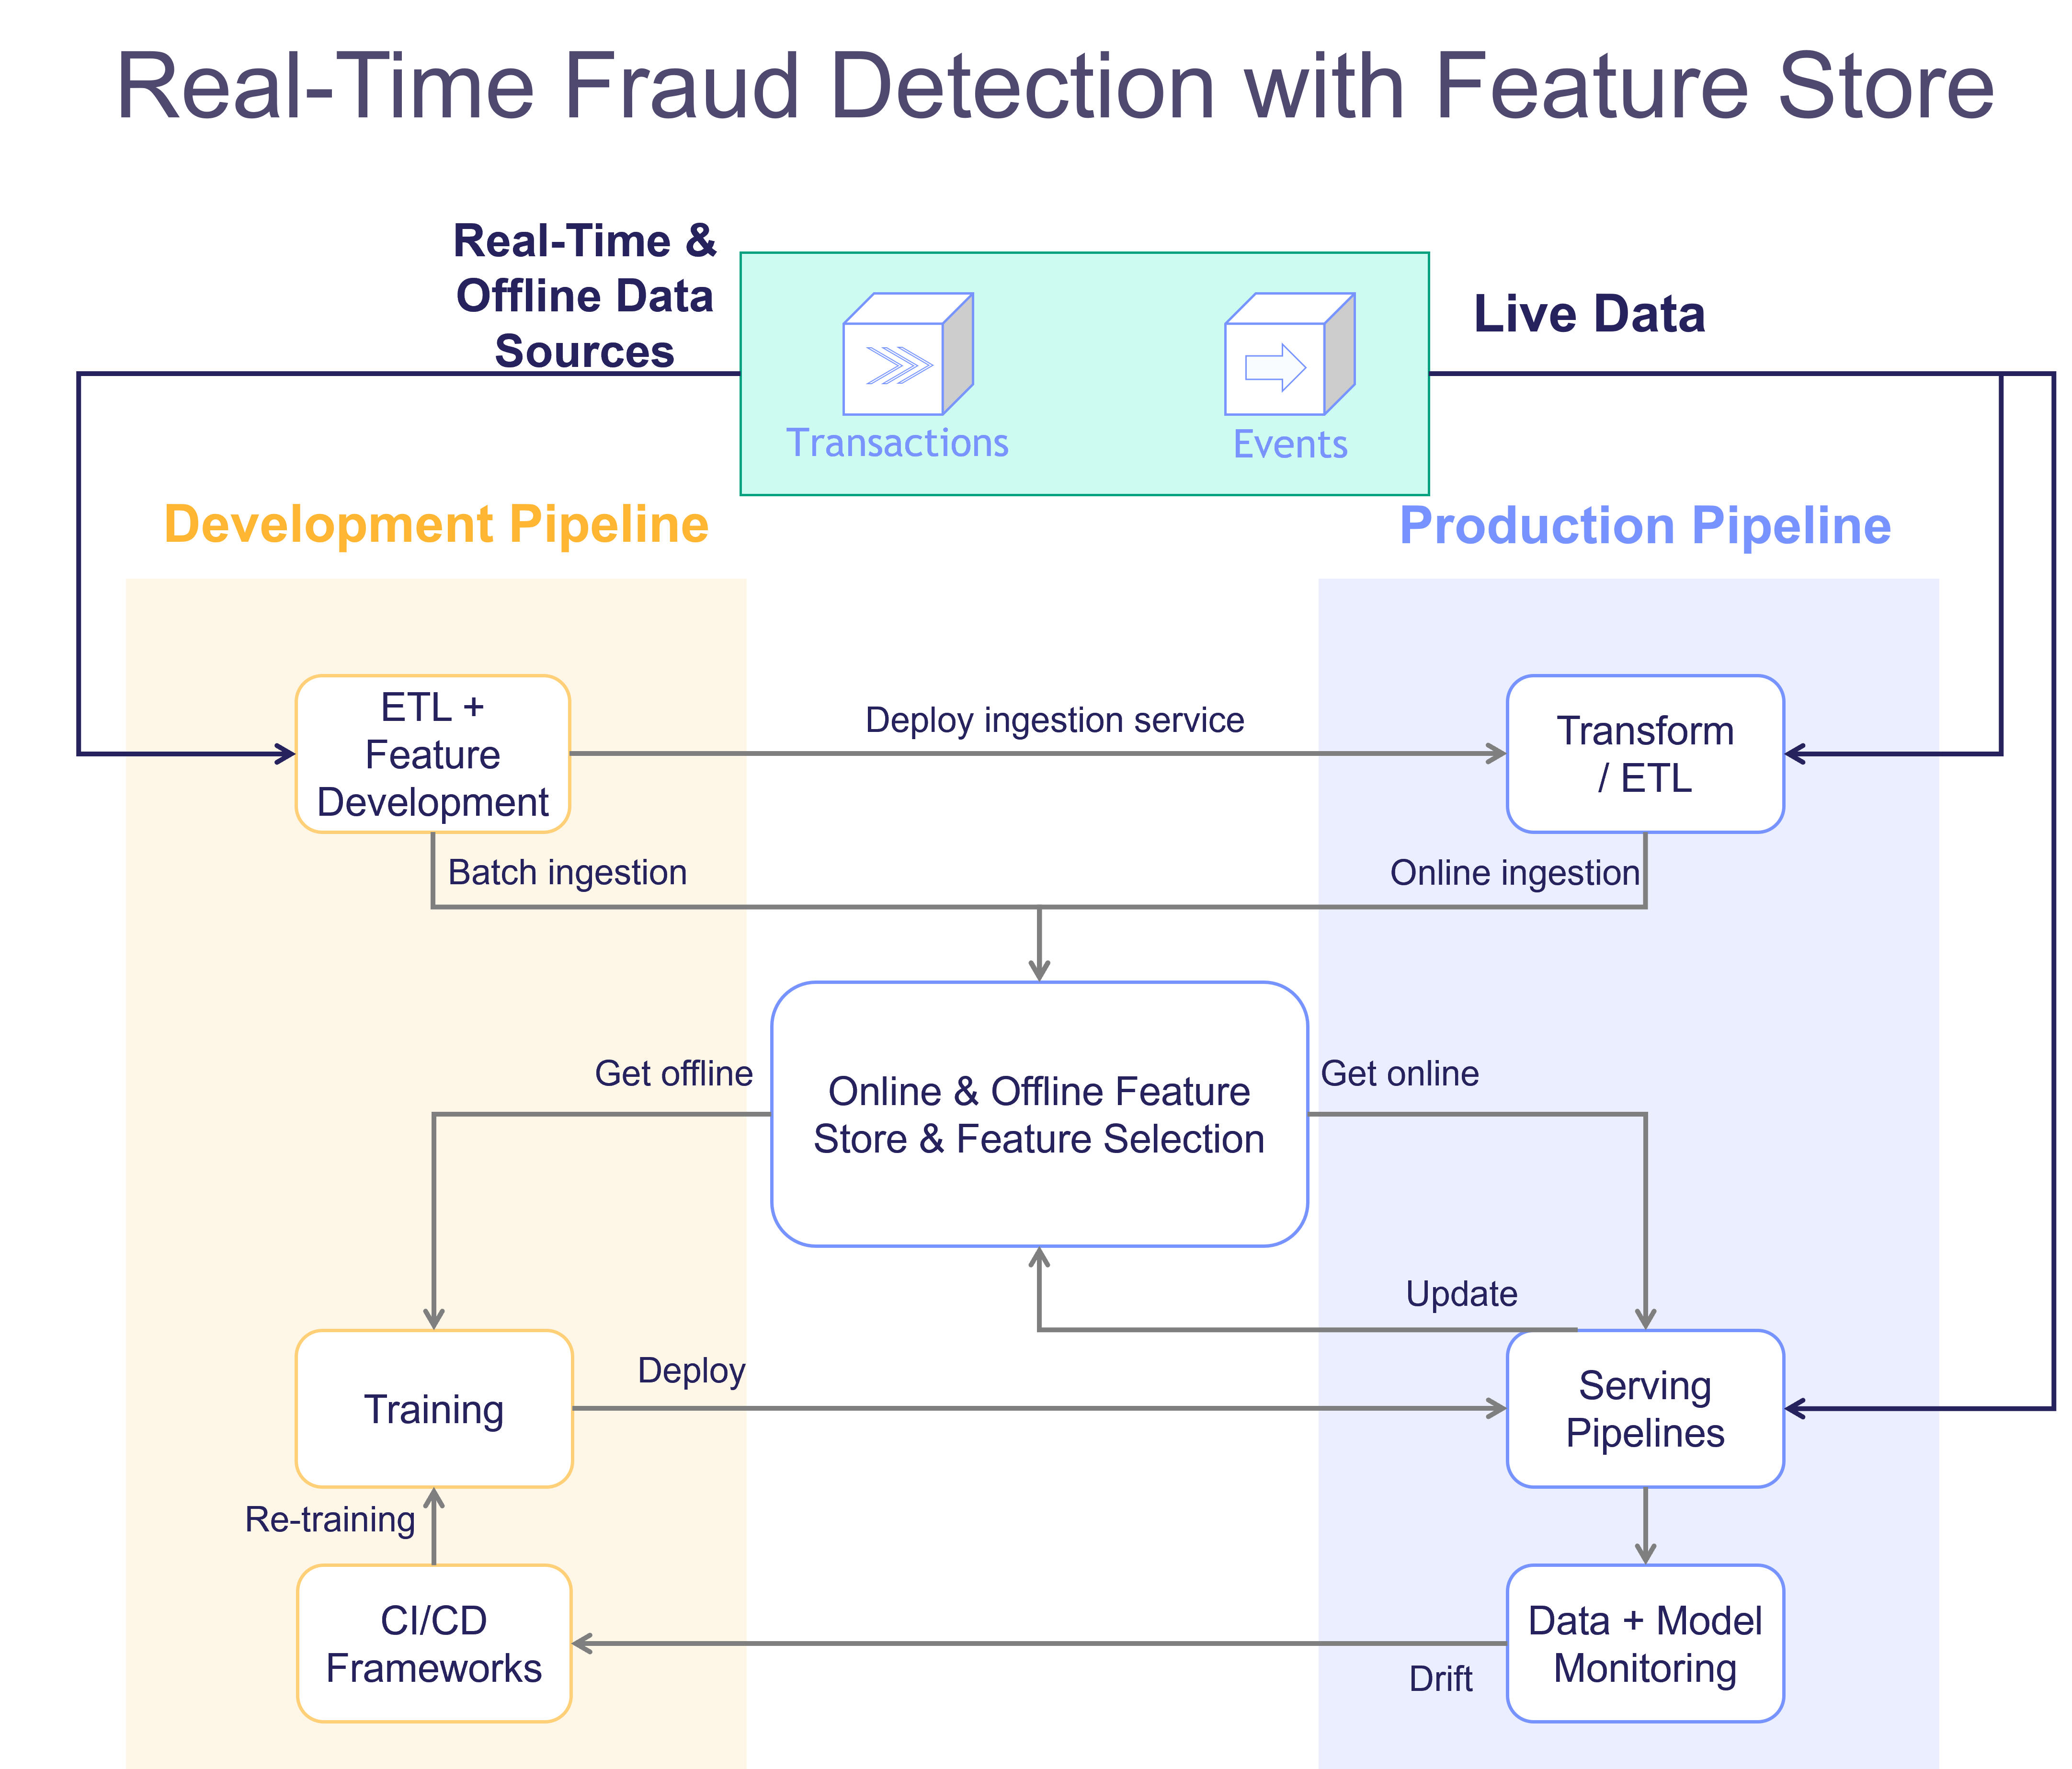 Real-Time Fraud Detection with Feature Store
Real-Time &
Offline Data
Sources
Live Data
Transactions
Events
Development Pipeline
Production Pipeline
ETL +
Feature
Development
Deploy ingestion service
Transform
/ ETL
Batch ingestion
Online ingestion
Get offline
Online & Offline Feature
Store & Feature Selection
Get online
Update
Training
Deploy
Serving
Pipelines
Re-training
CI/CD
Frameworks
Data + Model
Monitoring
Drift